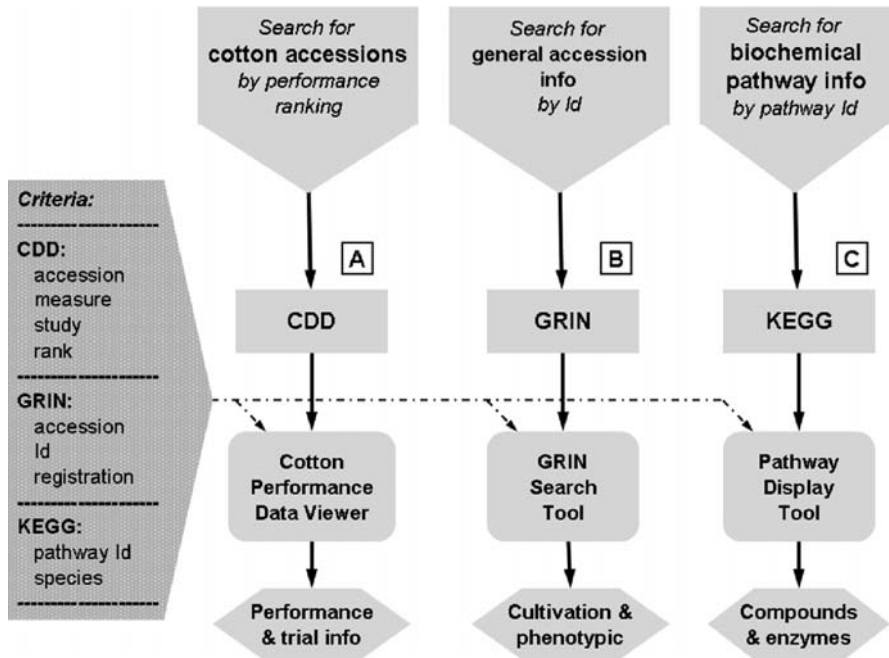 Search for
cotton accessions
by performance
ranking
Search for
general accession
info
by Id
Search for
biochemical
pathway info
by pathway Id
Criteria:
CDD:
accession
measure
study
rank
GRIN:
accession
Id
registration
KEGG:
pathway Id
species
A
B
C
CDD
GRIN
KEGG
Cotton
Performance
Data Viewer
GRIN
Search
Tool
Pathway
Display
Tool
Performance
& trial info
Cultivation &
phenotypic
Compounds
& enzymes